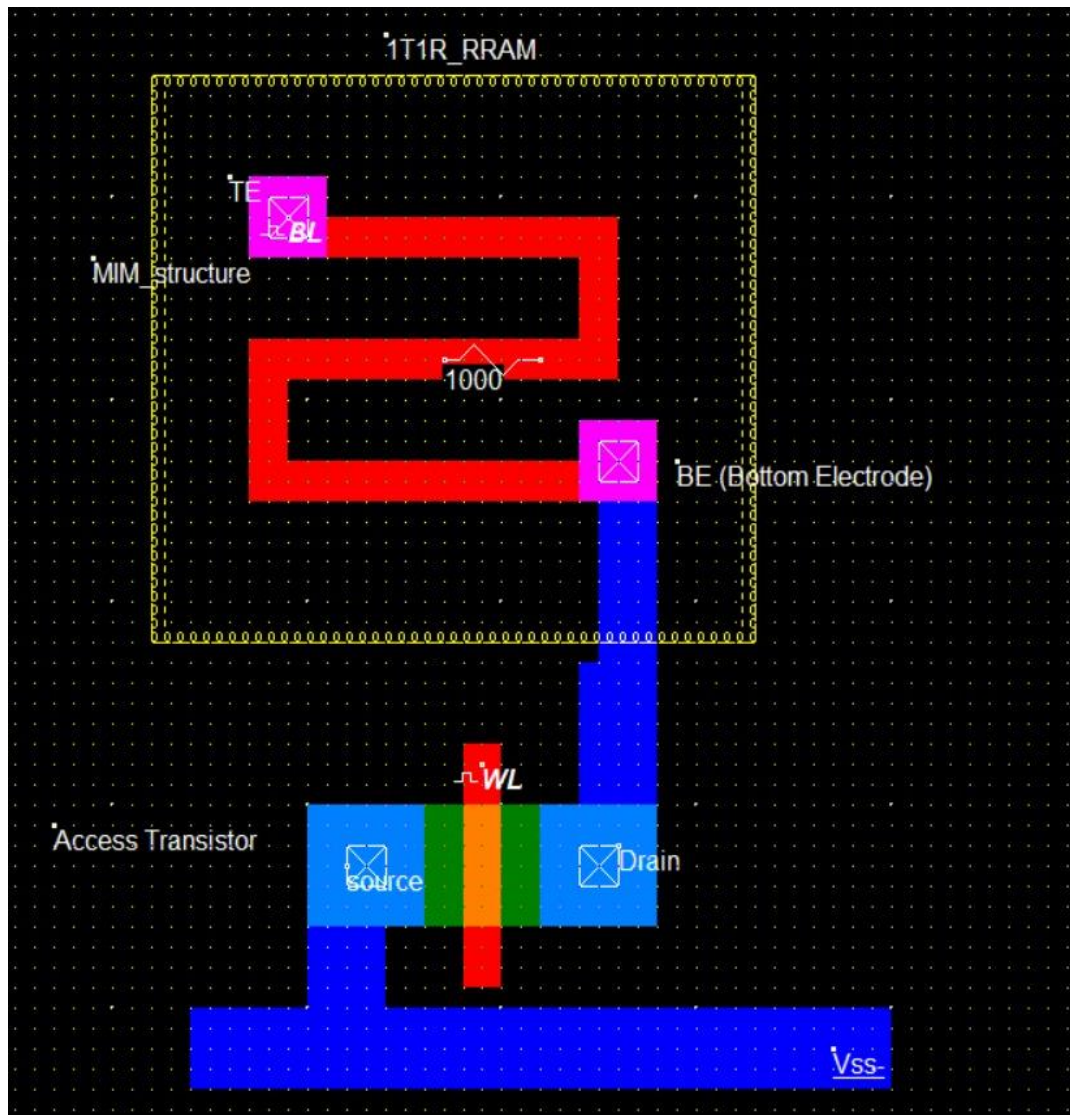 1T1R_RRAM
TE
BL
MIM_structure
1000
BE (Bottom Electrode)
WL
Access Transistor
Drain
source
Vss-